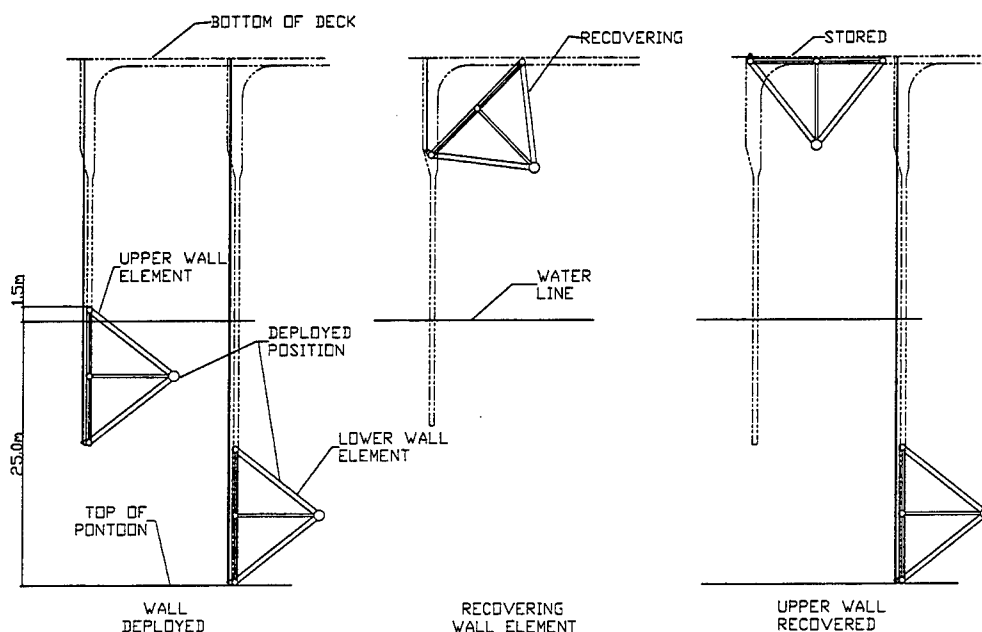 BOTTOM OF DECK
RECOVERING
STORED
UPPER WALL
ELEMENT
1.5m
WATER
LINE
DEPLOYED
POSITION
25.0m
LOWER WALL
ELEMENT
TOP OF
PONTOON
WALL
DEPLOYED
RECOVERING
WALL ELEMENT
UPPER WALL
RECOVERED